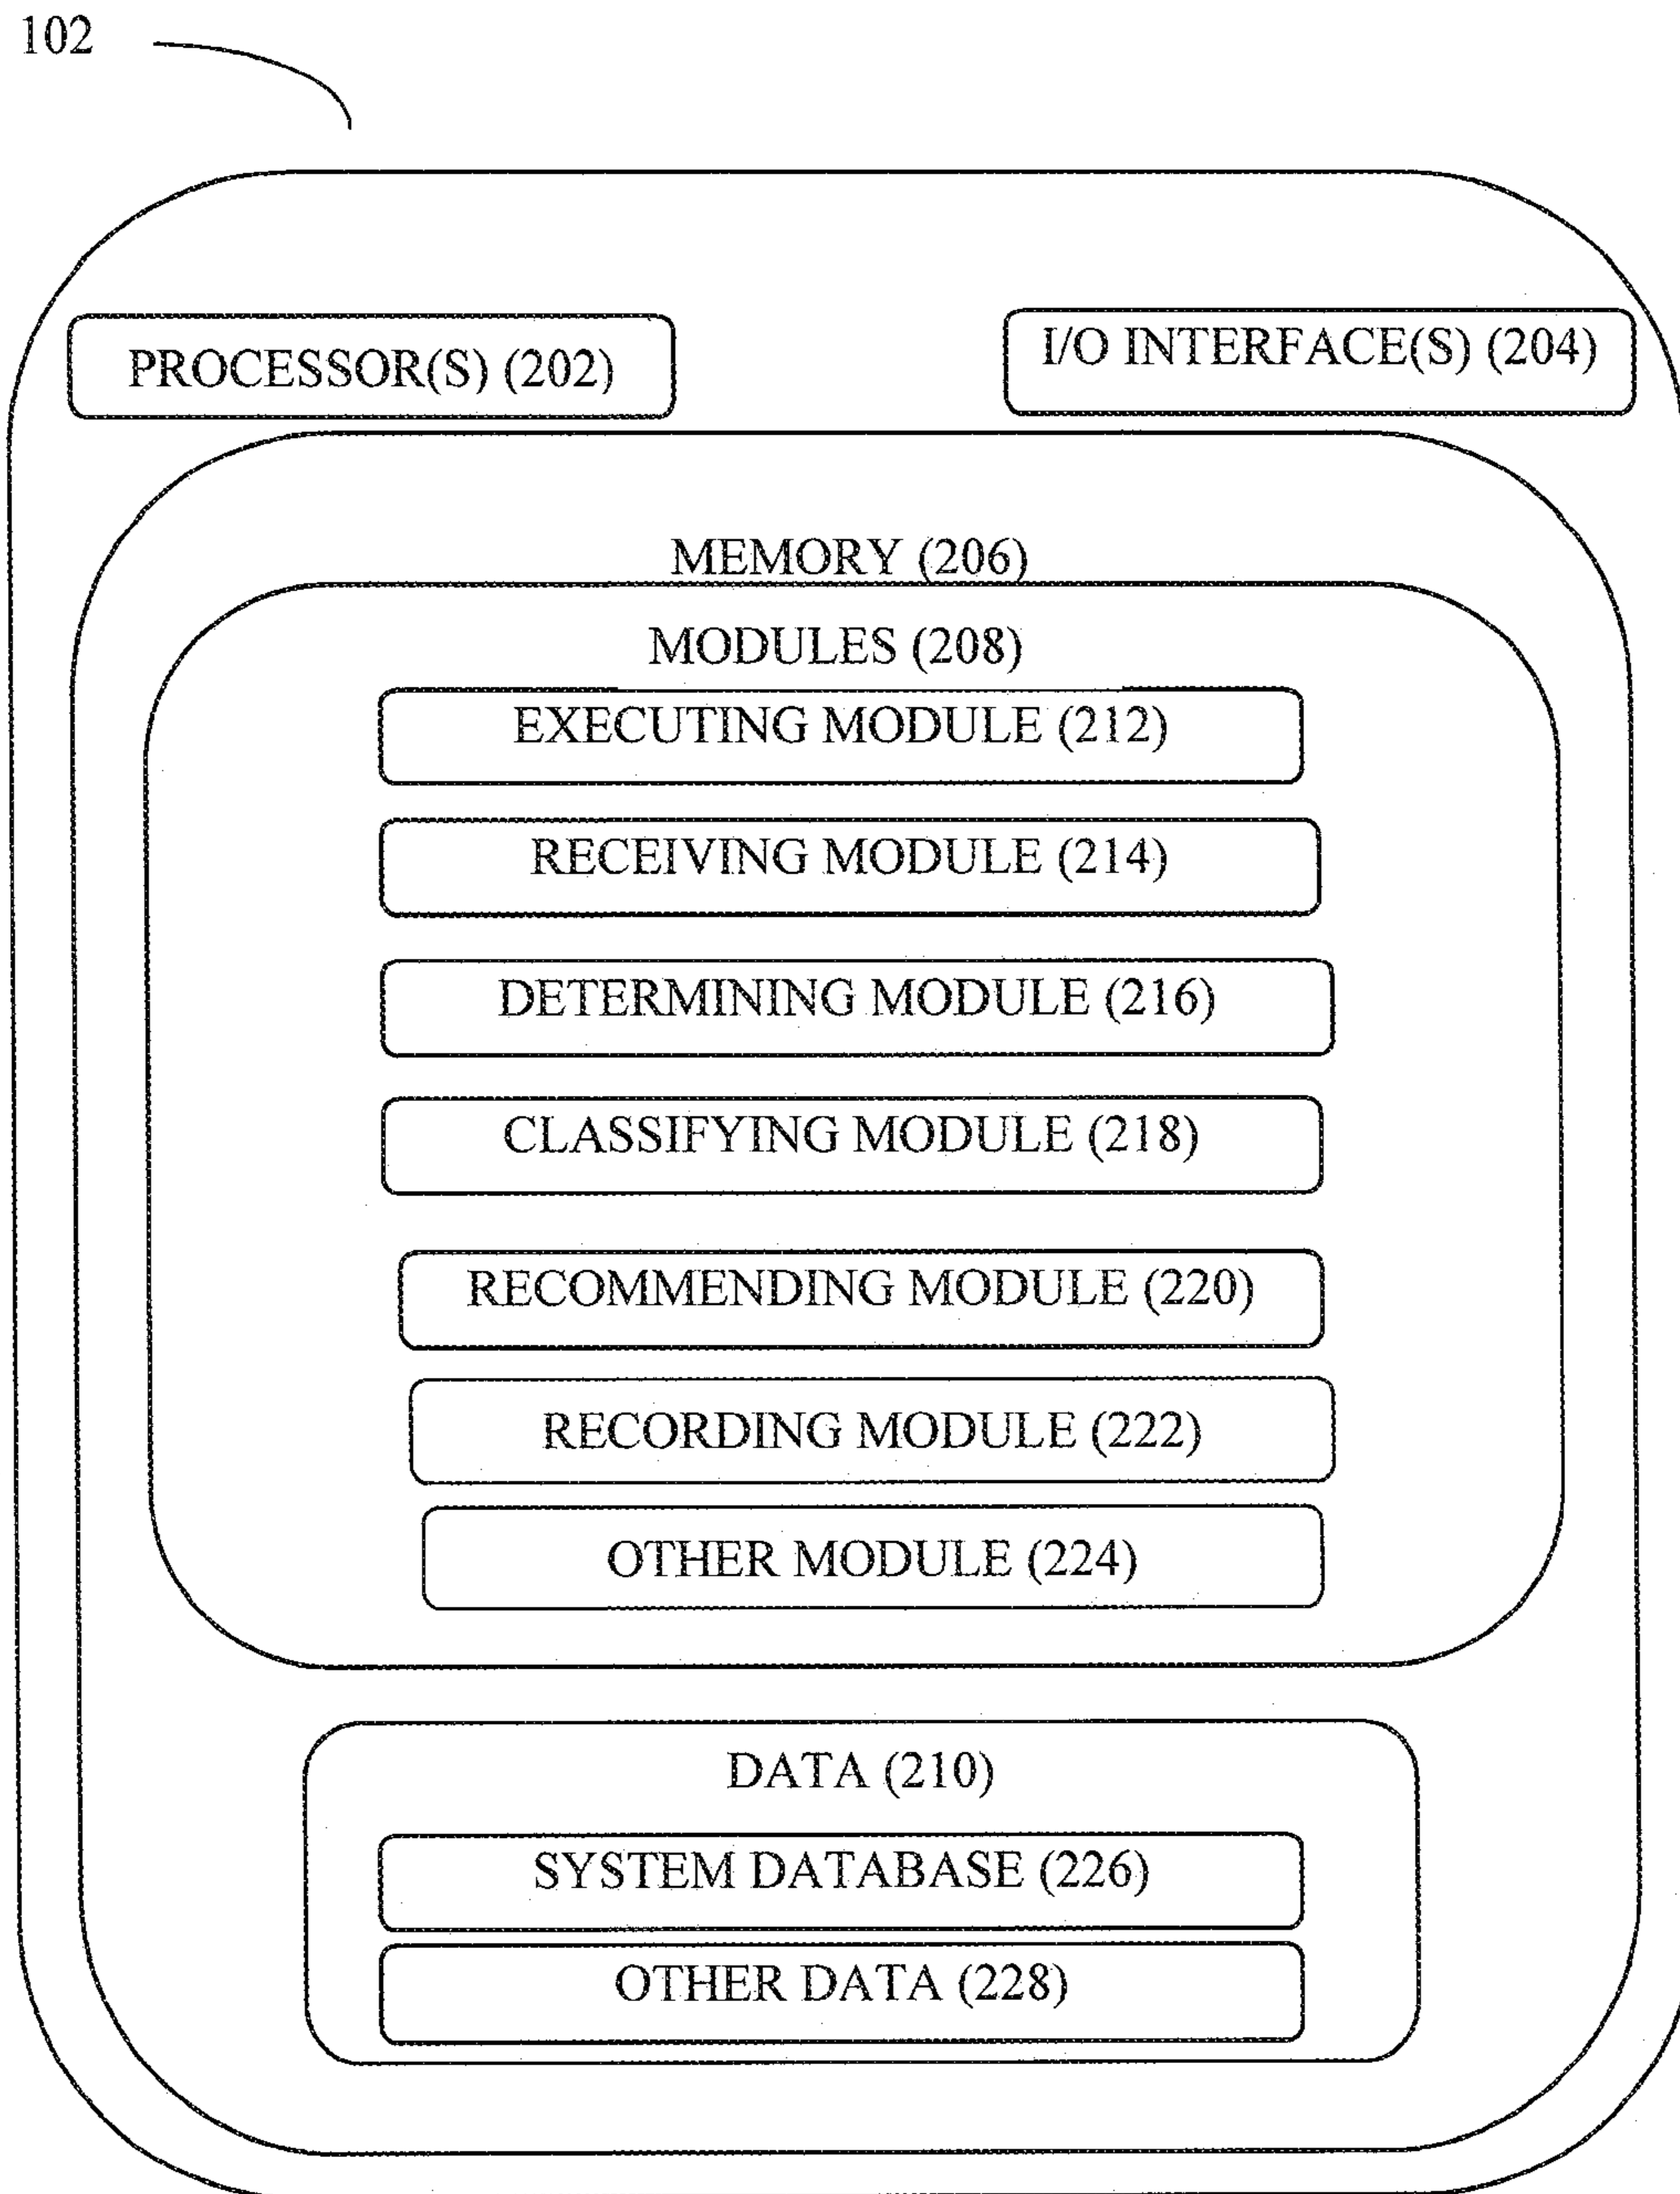 102
PROCESSOR(S) (202)
I/O INTERFACE(S) (204)
MEMORY (206)
MODULES (208)
EXECUTING MODULE (212)
RECEIVING MODULE (214)
DETERMINING MODULE (216)
CLASSIFYING MODULE (218)
RECOMMENDING MODULE (220)
RECORDING MODULE (222)
OTHER MODULE (224)
DATA (210)
SYSTEM DATABASE (226)
OTHER DATA (228)